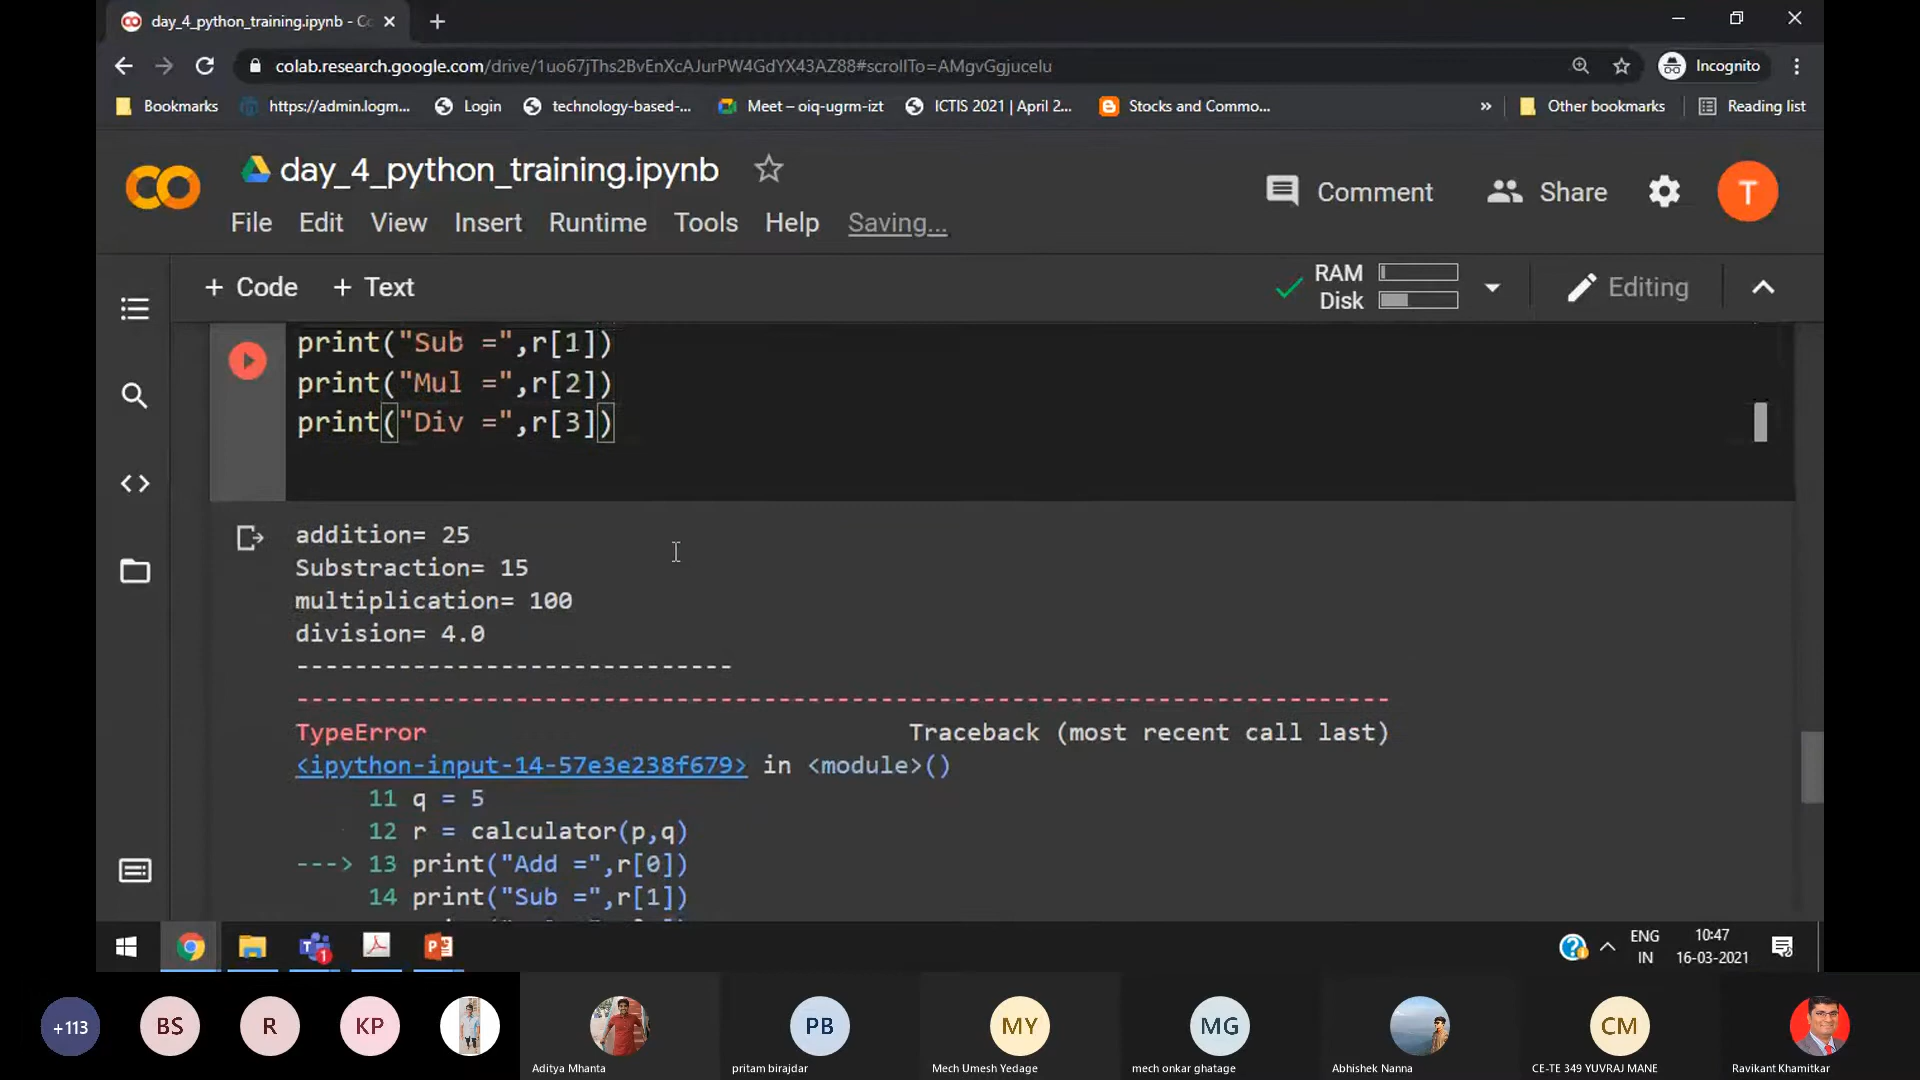 day_4_python_training.ipynb - Co
colab.research.google.com/drive/1uo67jThs2BvEnXcAJurPW4GdYX43AZ88#scrollTo=AMgvGgjucelu
Incognito
Bookmarks
https://admin.logm...
Login
technology-based-...
Meet – oiq-ugrm-izt
ICTIS 2021 | April 2...
Stocks and Commo...
»
Other bookmarks
Reading list
CO
day_4_python_training.ipynb
Comment
Share
T
File Edit View Insert Runtime Tools Help Saving...
+ Code + Text
RAM
Disk
Editing
print("Sub =",r[1])
print("Mul =",r[2])
print("Div =",r[3])
addition= 25
Substraction= 15
multiplication= 100
division= 4.0
------------------------------
---------------------------------------------------------------------------
TypeError Traceback (most recent call last)
<ipython-input-14-57e3e238f679> in <module>()
11 q = 5
12 r = calculator(p,q)
---> 13 print("Add =",r[0])
14 print("Sub =",r[1])
1
ENG
IN
10:47
16-03-2021
+113
BS
R
KP
Aditya Mhanta
PB
pritam birajdar
MY
Mech Umesh Yedage
MG
mech onkar ghatage
Abhishek Nanna
CM
CE-TE 349 YUVRAJ MANE
Ravikant Khamitkar